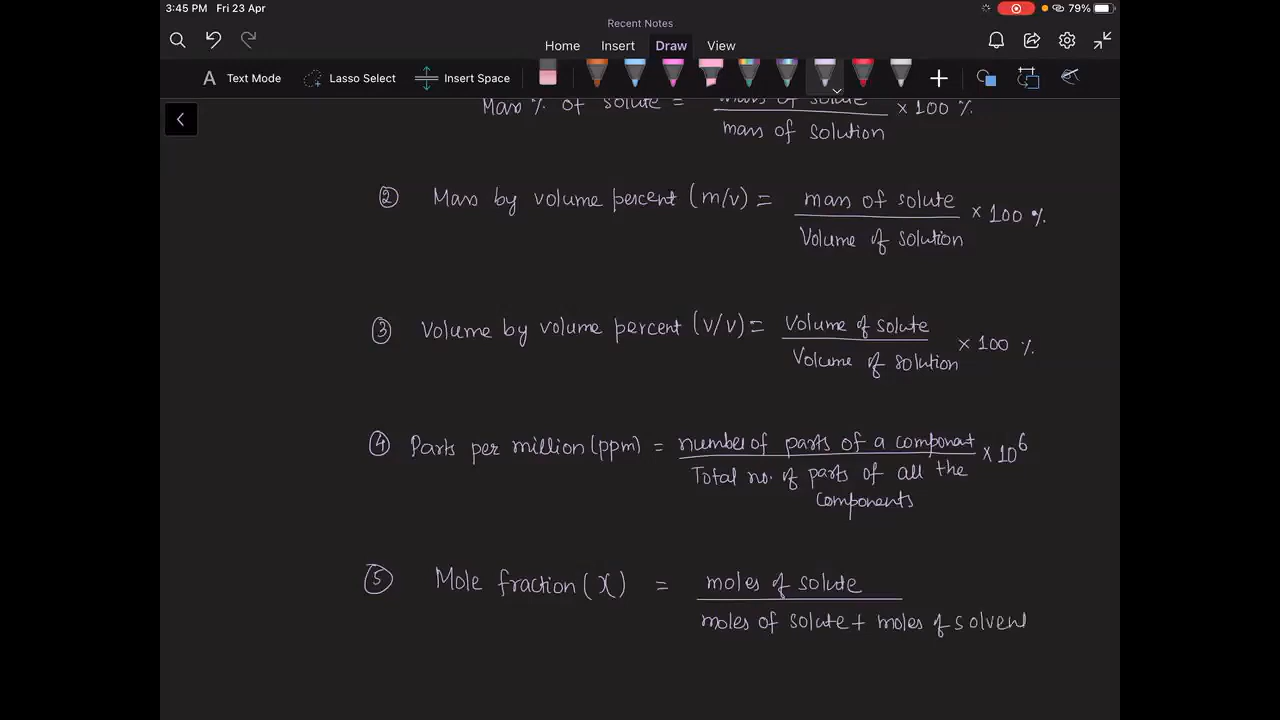 3:45 PM Fri 23 Apr
79%
Recent Notes
Home Insert Draw View
A Text Mode Lasso Select Insert Space
Mass % of solute = mass of solute / mass of solution × 100 %
② Mass by volume percent (m/v) = mass of solute / Volume of solution × 100 %
③ Volume by volume percent (v/v) = Volume of solute / Volume of solution × 100 %
④ Parts per million (ppm) = number of parts of a component / Total no. of parts of all the components × 10⁶
⑤ Mole fraction (X) = moles of solute / moles of solute + moles of solvent